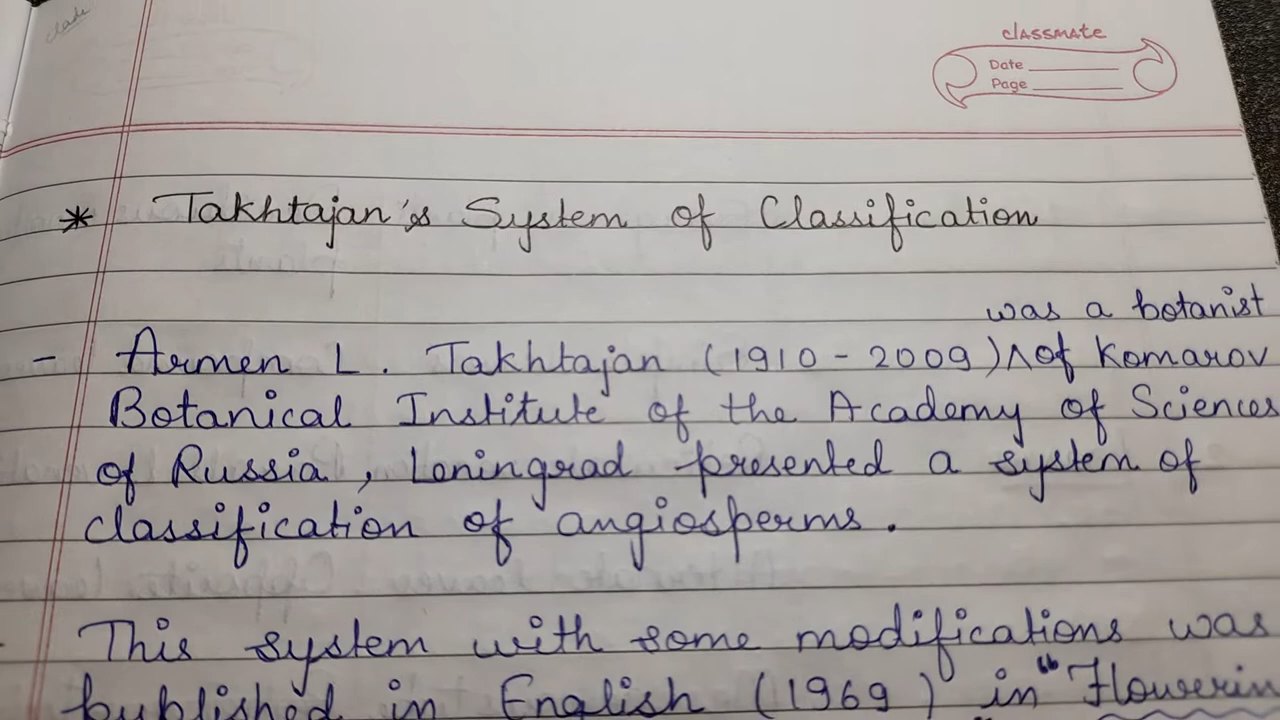 clade
classmate
Date
Page
* Takhtajan's System of Classification
was a botanist
- Armen L. Takhtajan (1910 - 2009) ^ of Komarov
Botanical Institute of the Academy of Sciences
of Russia, Leningrad presented a system of
classification of angiosperms.
- This system with some modifications was
published in English (1969) in "Flowerin